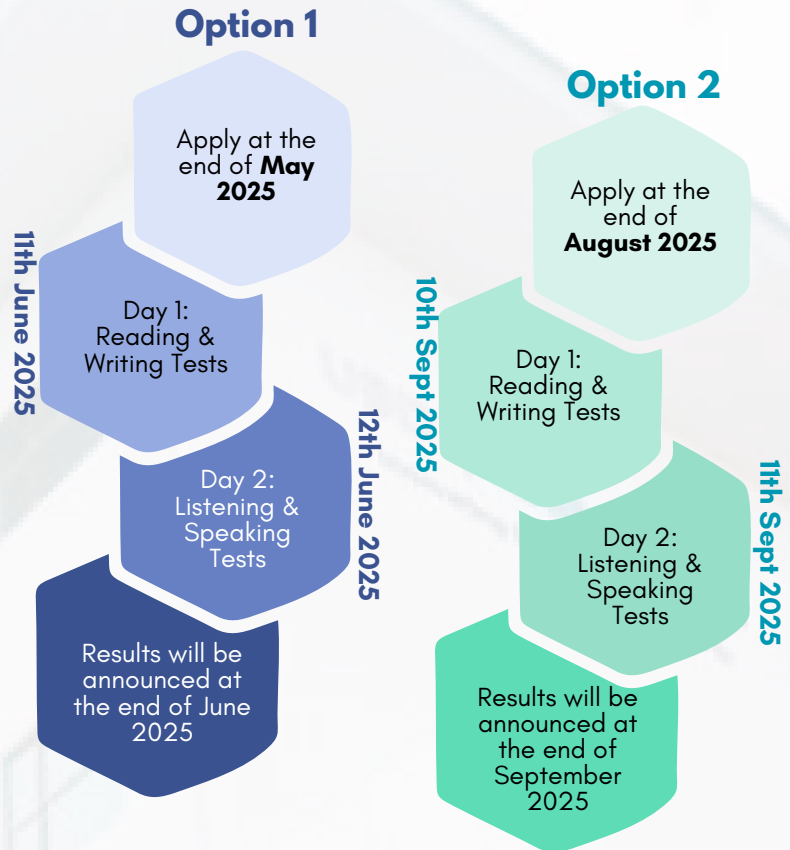 Option 1
Apply at the
end of May
2025
11th June 2025
Day 1:
Reading &
Writing Tests
12th June 2025
Day 2:
Listening &
Speaking
Tests
Results will be
announced at
the end of June
2025
Option 2
Apply at the
end of
August 2025
10th Sept 2025
Day 1:
Reading &
Writing Tests
11th Sept 2025
Day 2:
Listening &
Speaking
Tests
Results will be
announced at
the end of
September
2025